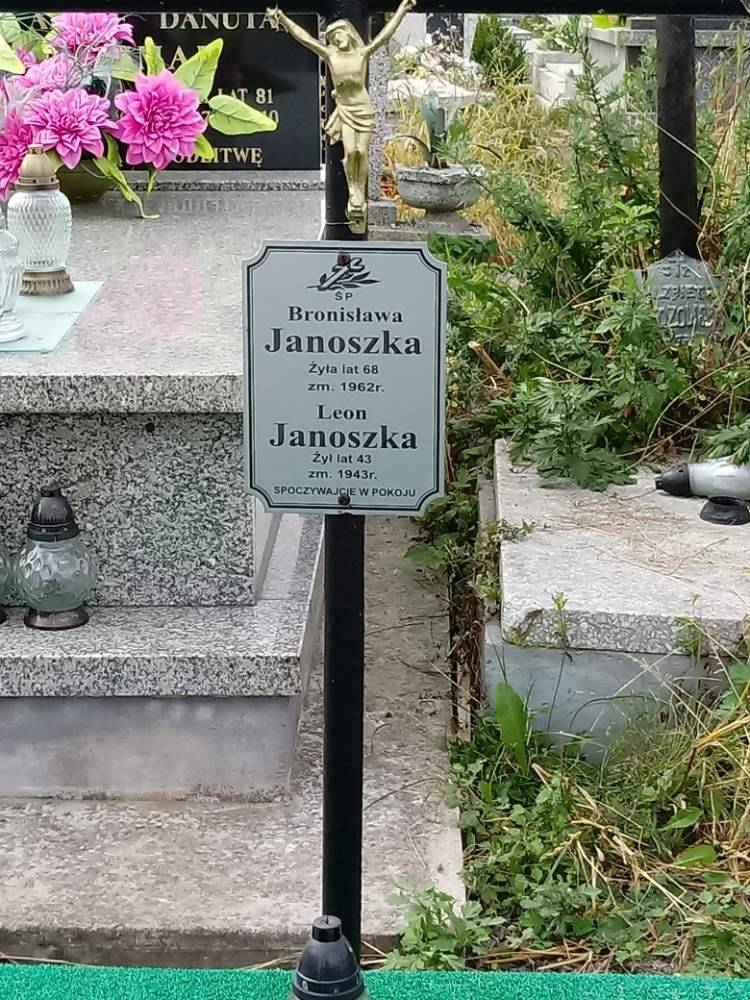 DANUTA
LAT 81
MODLITWĘ
ŚP
Bronisława
Janoszka
Żyła lat 68
zm. 1962r.
Leon
Janoszka
Żył lat 43
zm. 1943r.
SPOCZYWAJCIE W POKOJU